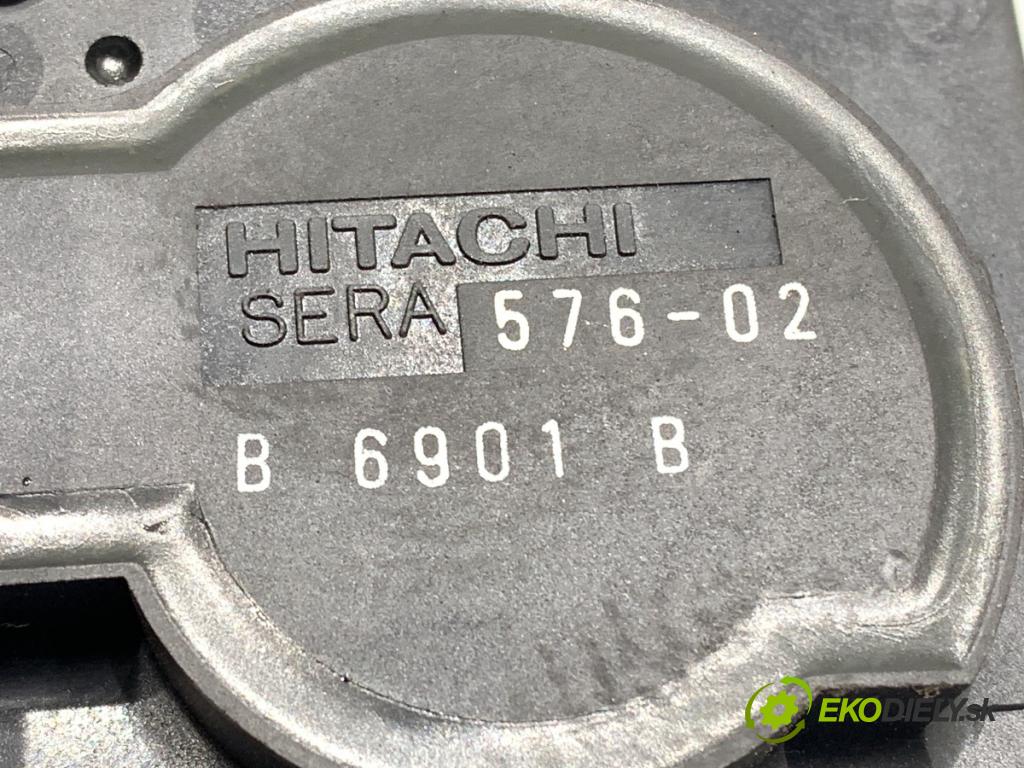 HITACHI
SERA 576-02
B 6901 B
EKODIELY.sk